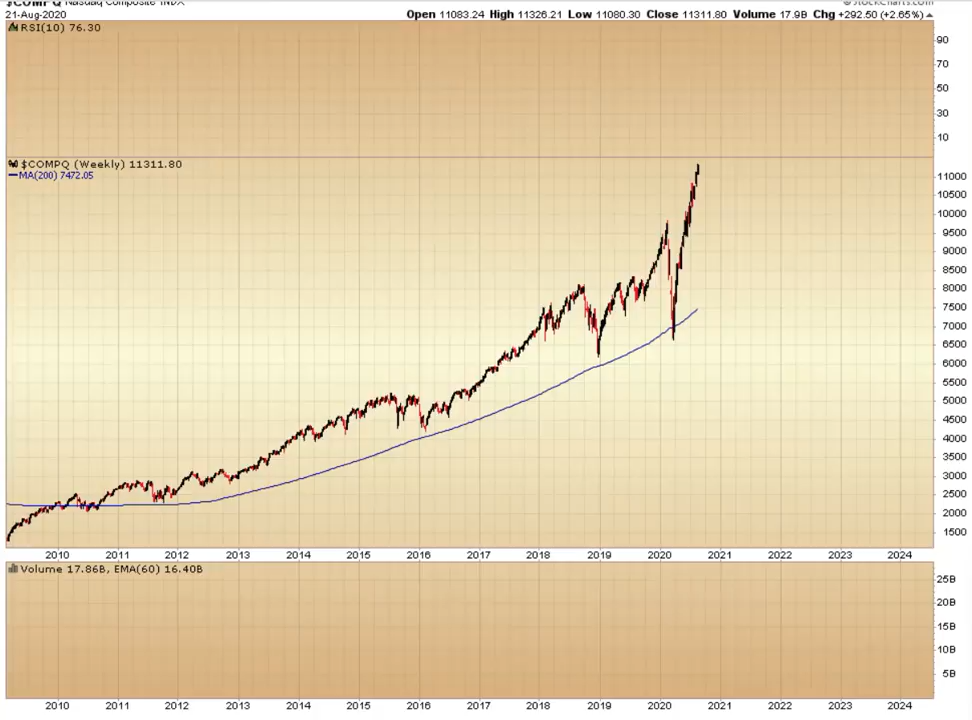 $COMPQ Nasdaq Composite INDX
© StockCharts.com
21-Aug-2020
Open 11083.24 High 11326.21 Low 11080.30 Close 11311.80 Volume 17.9B Chg +292.50 (+2.65%)
RSI(10) 76.30
90
70
50
30
10
$COMPQ (Weekly) 11311.80
MA(200) 7472.05
11000
10500
10000
9500
9000
8500
8000
7500
7000
6500
6000
5500
5000
4500
4000
3500
3000
2500
2000
1500
2010 2011 2012 2013 2014 2015 2016 2017 2018 2019 2020 2021 2022 2023 2024
Volume 17.86B, EMA(60) 16.40B
25B
20B
15B
10B
5B
2010 2011 2012 2013 2014 2015 2016 2017 2018 2019 2020 2021 2022 2023 2024